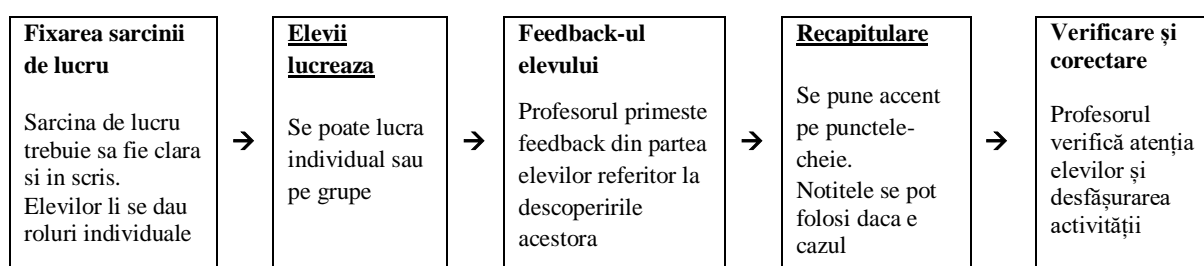 Fixarea sarcinii
de lucru
Sarcina de lucru
trebuie sa fie clara
si in scris.
Elevilor li se dau
roluri individuale
→
Elevii
lucreaza
Se poate lucra
individual sau
pe grupe
→
Feedback-ul
elevului
Profesorul primeste
feedback din partea
elevilor referitor la
descoperirile
acestora
→
Recapitulare
Se pune accent
pe punctele-
cheie.
Notitele se pot
folosi daca e
cazul
→
Verificare și
corectare
Profesorul
verifică atenția
elevilor și
desfășurarea
activității